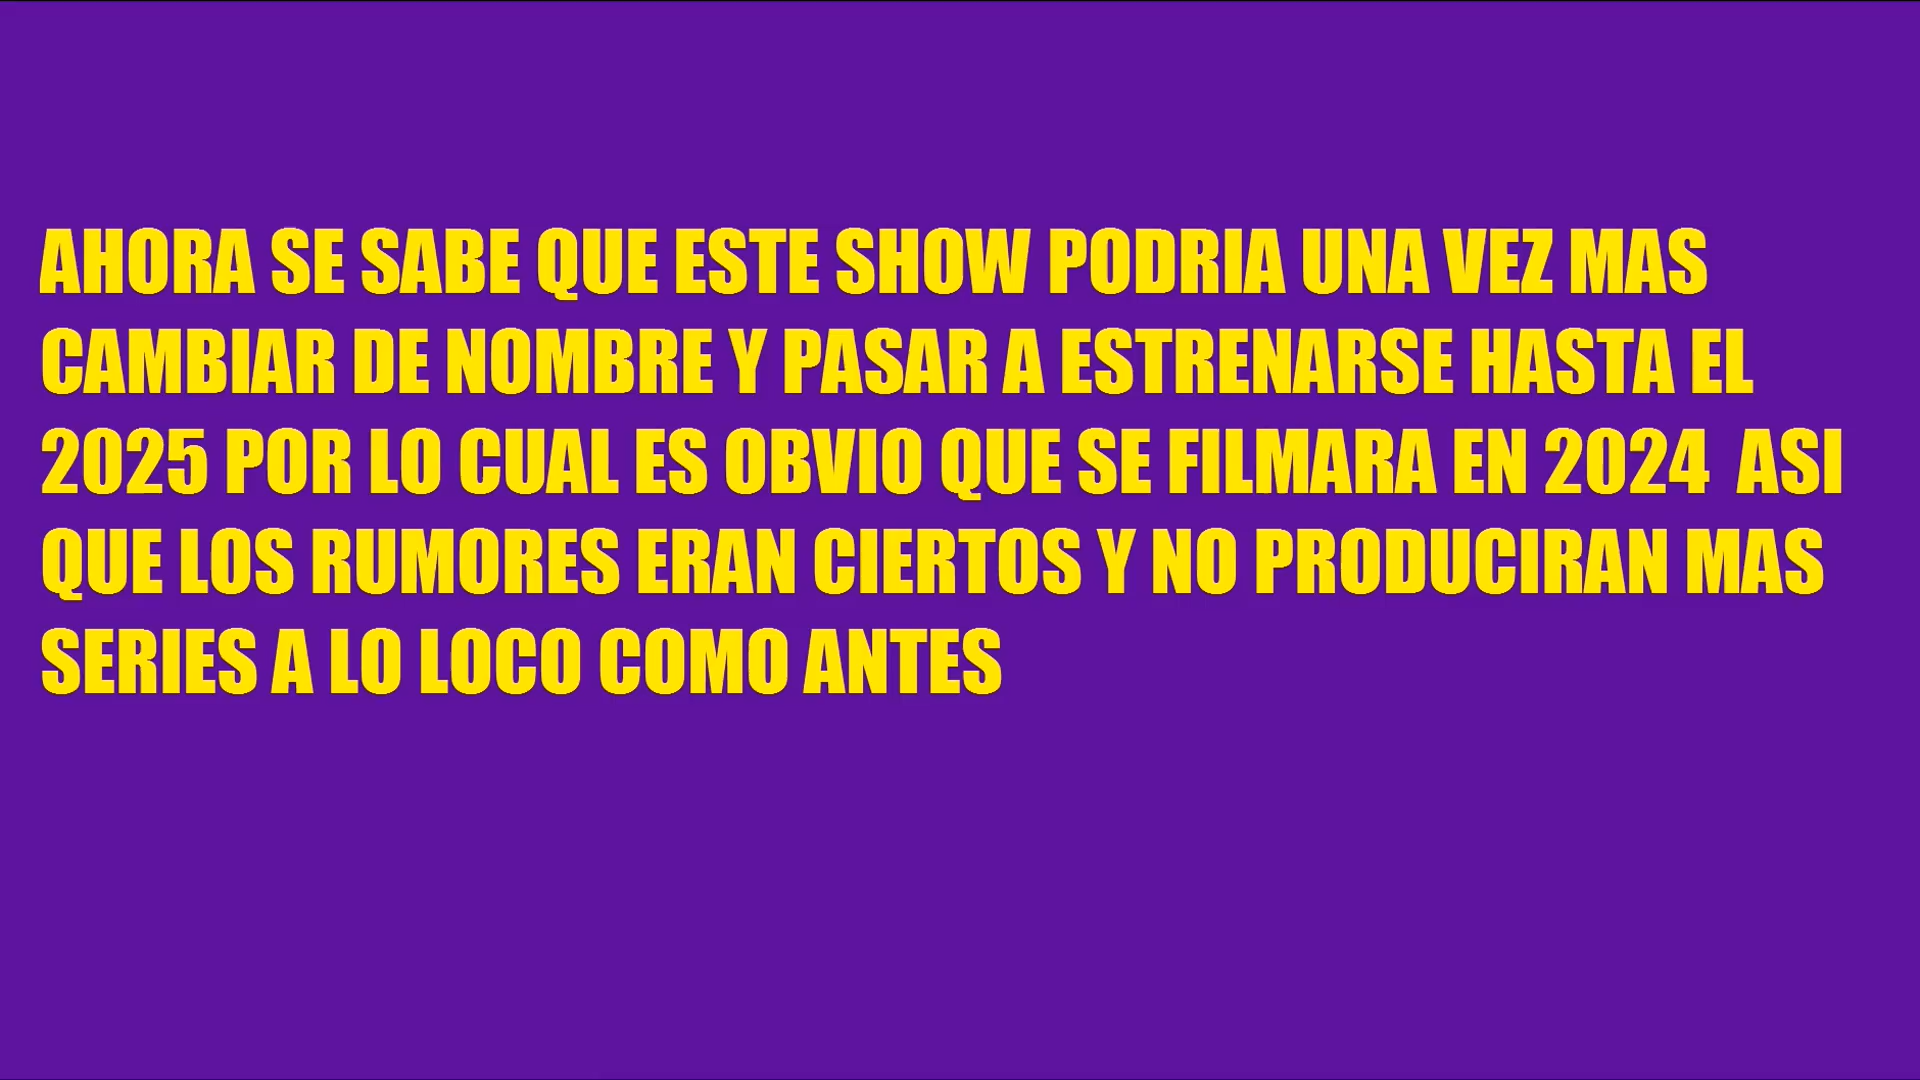 AHORA SE SABE QUE ESTE SHOW PODRIA UNA VEZ MAS
CAMBIAR DE NOMBRE Y PASAR A ESTRENARSE HASTA EL
2025 POR LO CUAL ES OBVIO QUE SE FILMARA EN 2024  ASI
QUE LOS RUMORES ERAN CIERTOS Y NO PRODUCIRAN MAS
SERIES A LO LOCO COMO ANTES